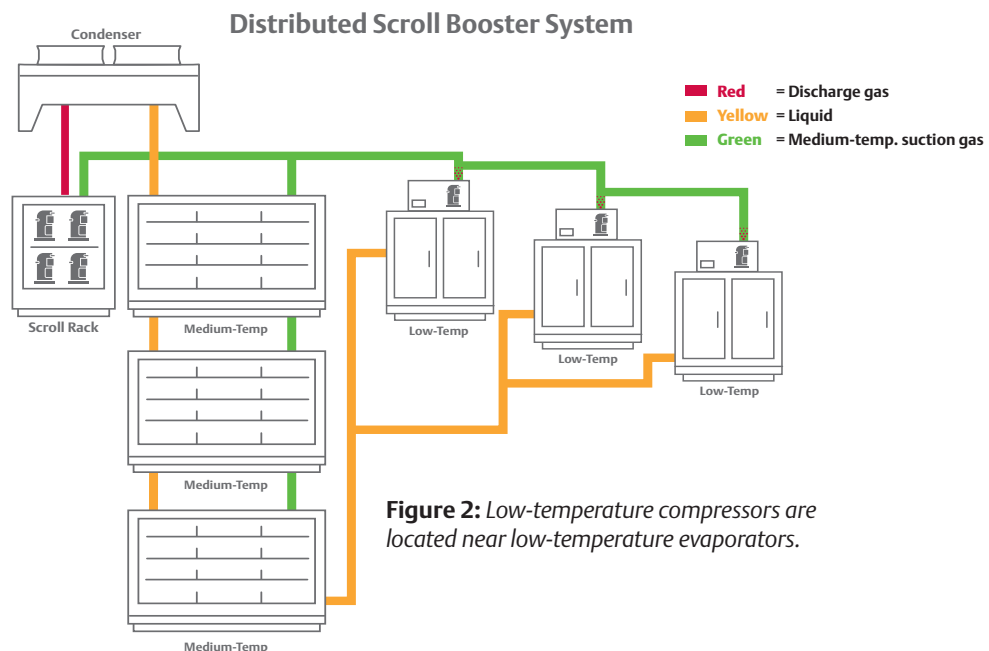 Distributed Scroll Booster System
Condenser
Red = Discharge gas
Yellow = Liquid
Green = Medium-temp. suction gas
Scroll Rack
Medium-Temp
Low-Temp
Low-Temp
Low-Temp
Medium-Temp
Medium-Temp
Figure 2: Low-temperature compressors are
located near low-temperature evaporators.